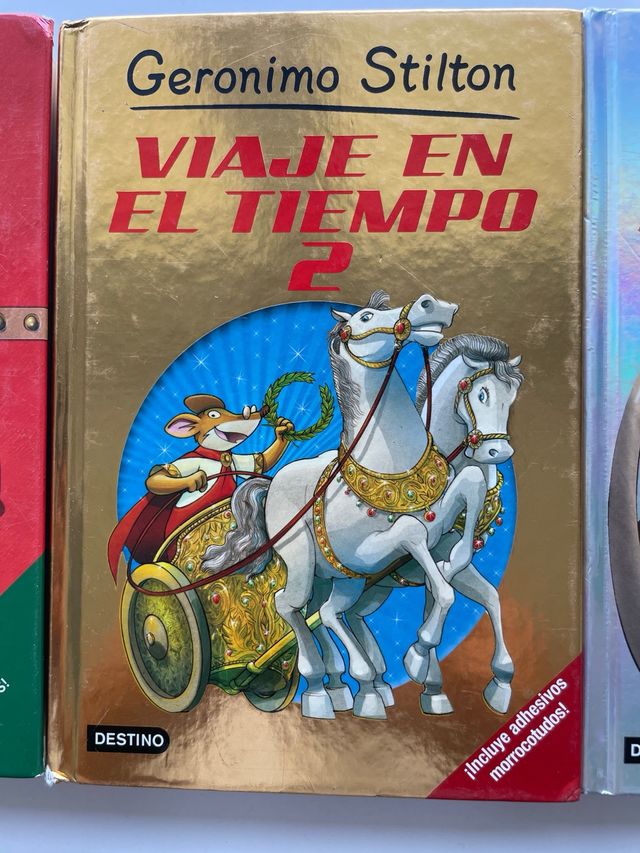 Geronimo Stilton
VIAJE EN
EL TIEMPO
2
DESTINO
¡Incluye adhesivos
morrocotudos!
S!
D